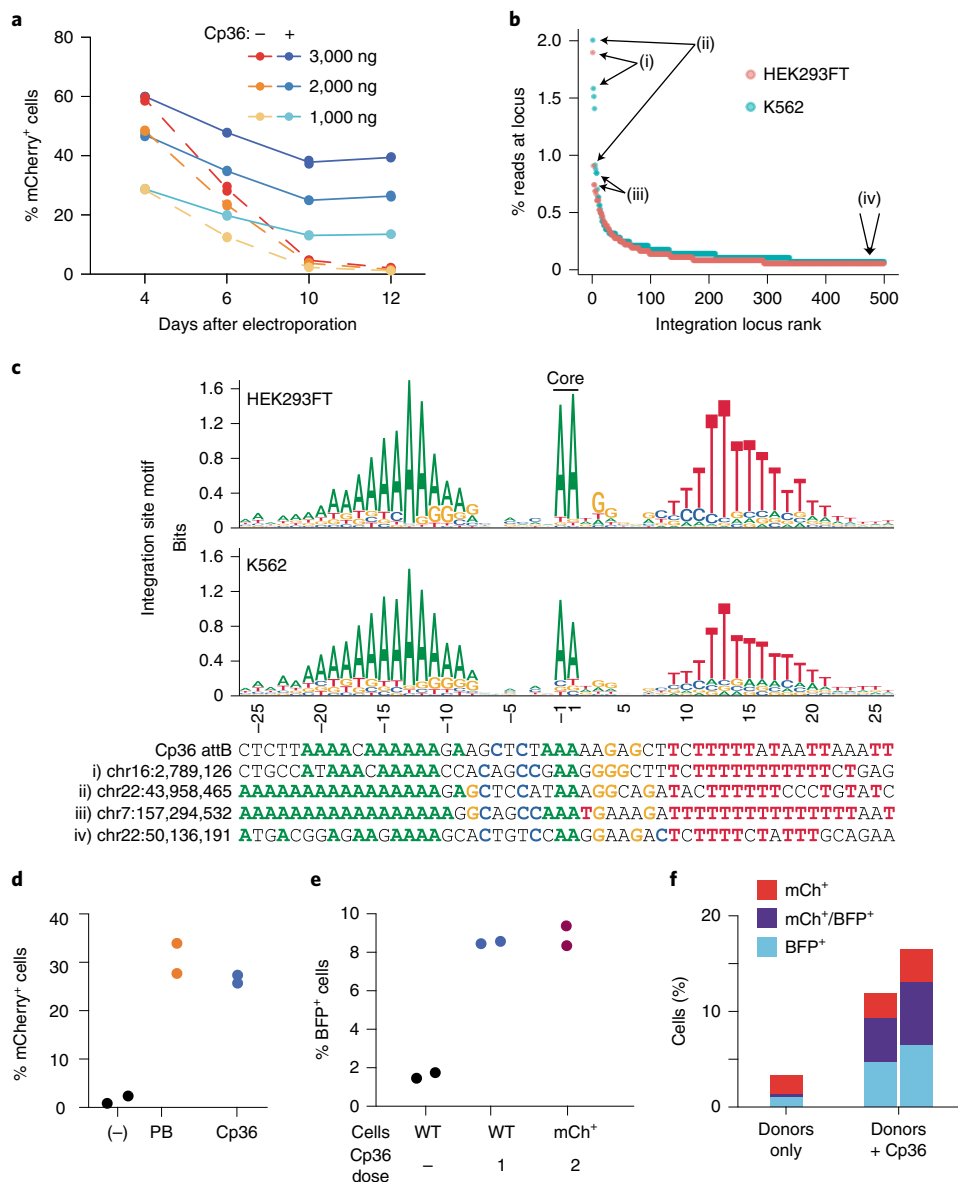 a
Cp36: – +
3,000 ng
2,000 ng
1,000 ng
% mCherry⁺ cells
80
60
40
20
0
4 6 10 12
Days after electroporation
b
(ii)
(i)
(iii)
(iv)
HEK293FT
K562
% reads at locus
2.0
1.5
1.0
0.5
0
0 100 200 300 400 500
Integration locus rank
c
Core
HEK293FT
1.6
1.2
0.8
0.4
0
K562
1.6
1.2
0.8
0.4
0
Integration site motif
Bits
−25 −20 −15 −10 −5 −1 1 5 10 15 20 25
Cp36 attB CTCTTAAAACAAAAAAGAAGCTCTAAAAAGAGCTTCTTTTTATAATTAAATT
i) chr16:2,789,126 CTGCCATAAACAAAAACCACAGCCGAAGGGGCTTTCTTTTTTTTTTTCTGAG
ii) chr22:43,958,465 AAAAAAAAAAAAAAAAGAGCTCCATAAAGGCAGATACTTTTTTCCCTGTATC
iii) chr7:157,294,532 AAAAAAAAAAAAAAAAAGGCAGCCAAATGAAAGATTTTTTTTTTTTTTTAAT
iv) chr22:50,136,191 ATGACGGAGAAGAAAAGCACTGTCCAAGGAAGACTCTTTTCTATTTGCAGAA
d
% mCherry⁺ cells
40
30
20
10
0
(–) PB Cp36
e
% BFP⁺ cells
10
8
6
4
2
0
Cells WT WT mCh⁺
Cp36 dose – 1 2
f
mCh⁺
mCh⁺/BFP⁺
BFP⁺
Cells (%)
20
10
0
Donors only
Donors + Cp36